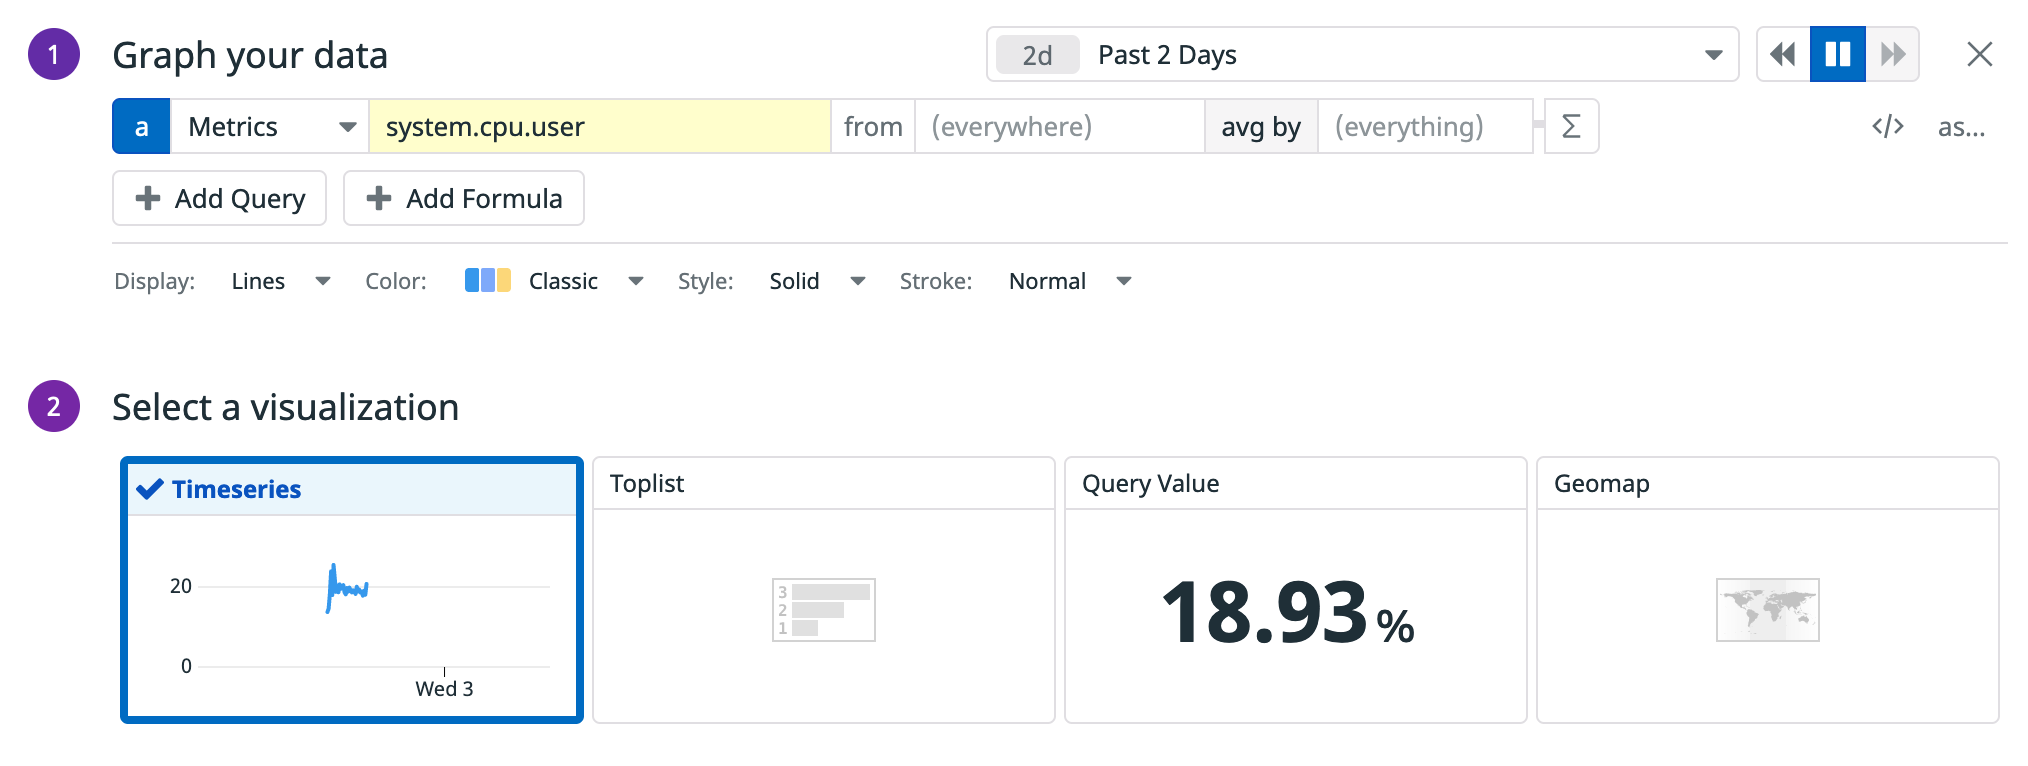 1 Graph your data 2d Past 2 Days
a Metrics system.cpu.user from (everywhere) avg by (everything) Σ </> as...
Add Query Add Formula
Display: Lines Color: Classic Style: Solid Stroke: Normal
2 Select a visualization
Timeseries Toplist Query Value Geomap
20
0
Wed 3
3
2
1
18.93 %